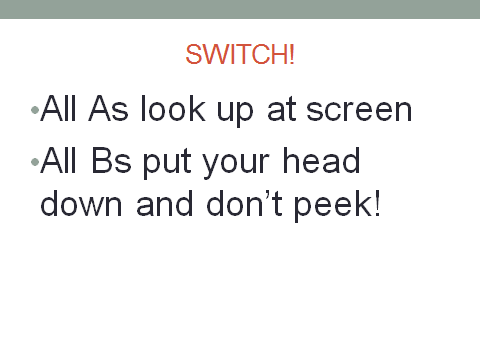 SWITCH!
•All As look up at screen
•All Bs put your head
down and don’t peek!